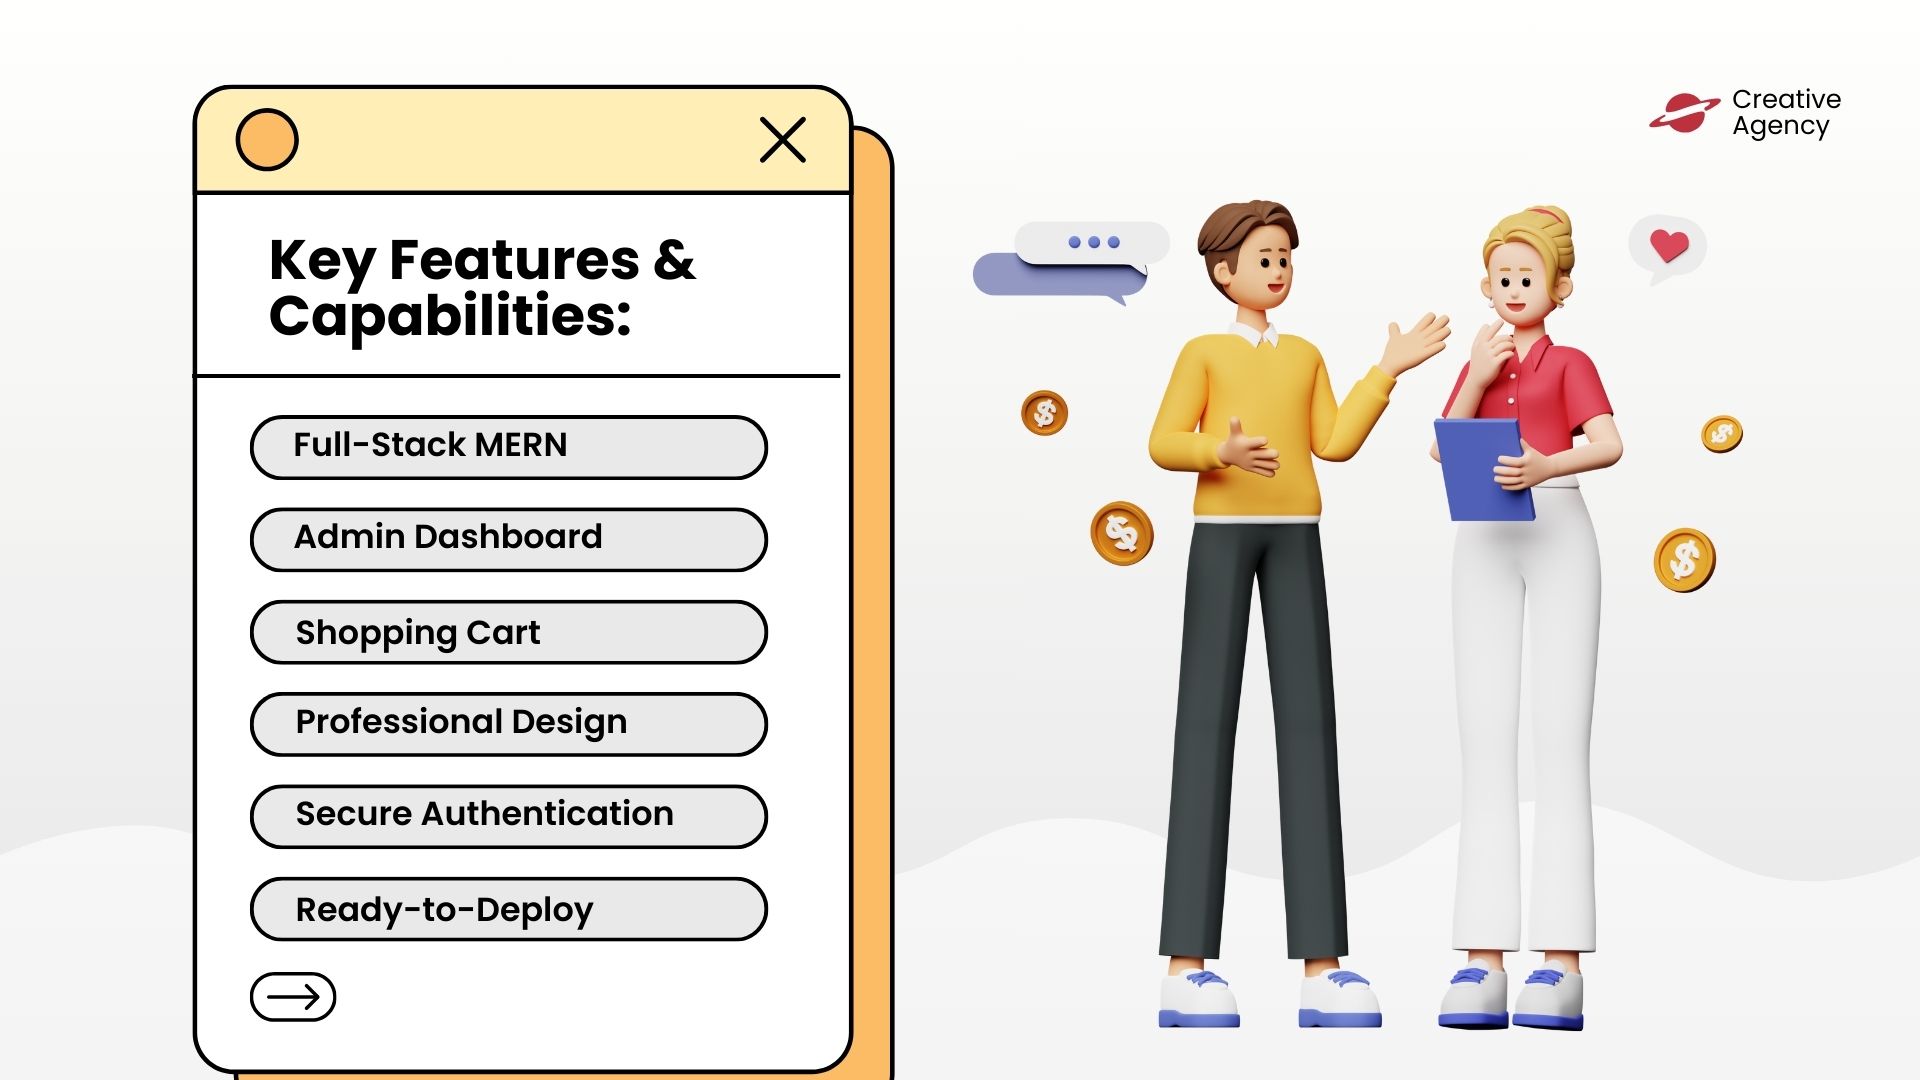 Creative
Agency
Key Features &
Capabilities:
Full-Stack MERN
Admin Dashboard
Shopping Cart
Professional Design
Secure Authentication
Ready-to-Deploy
$
$
$
$